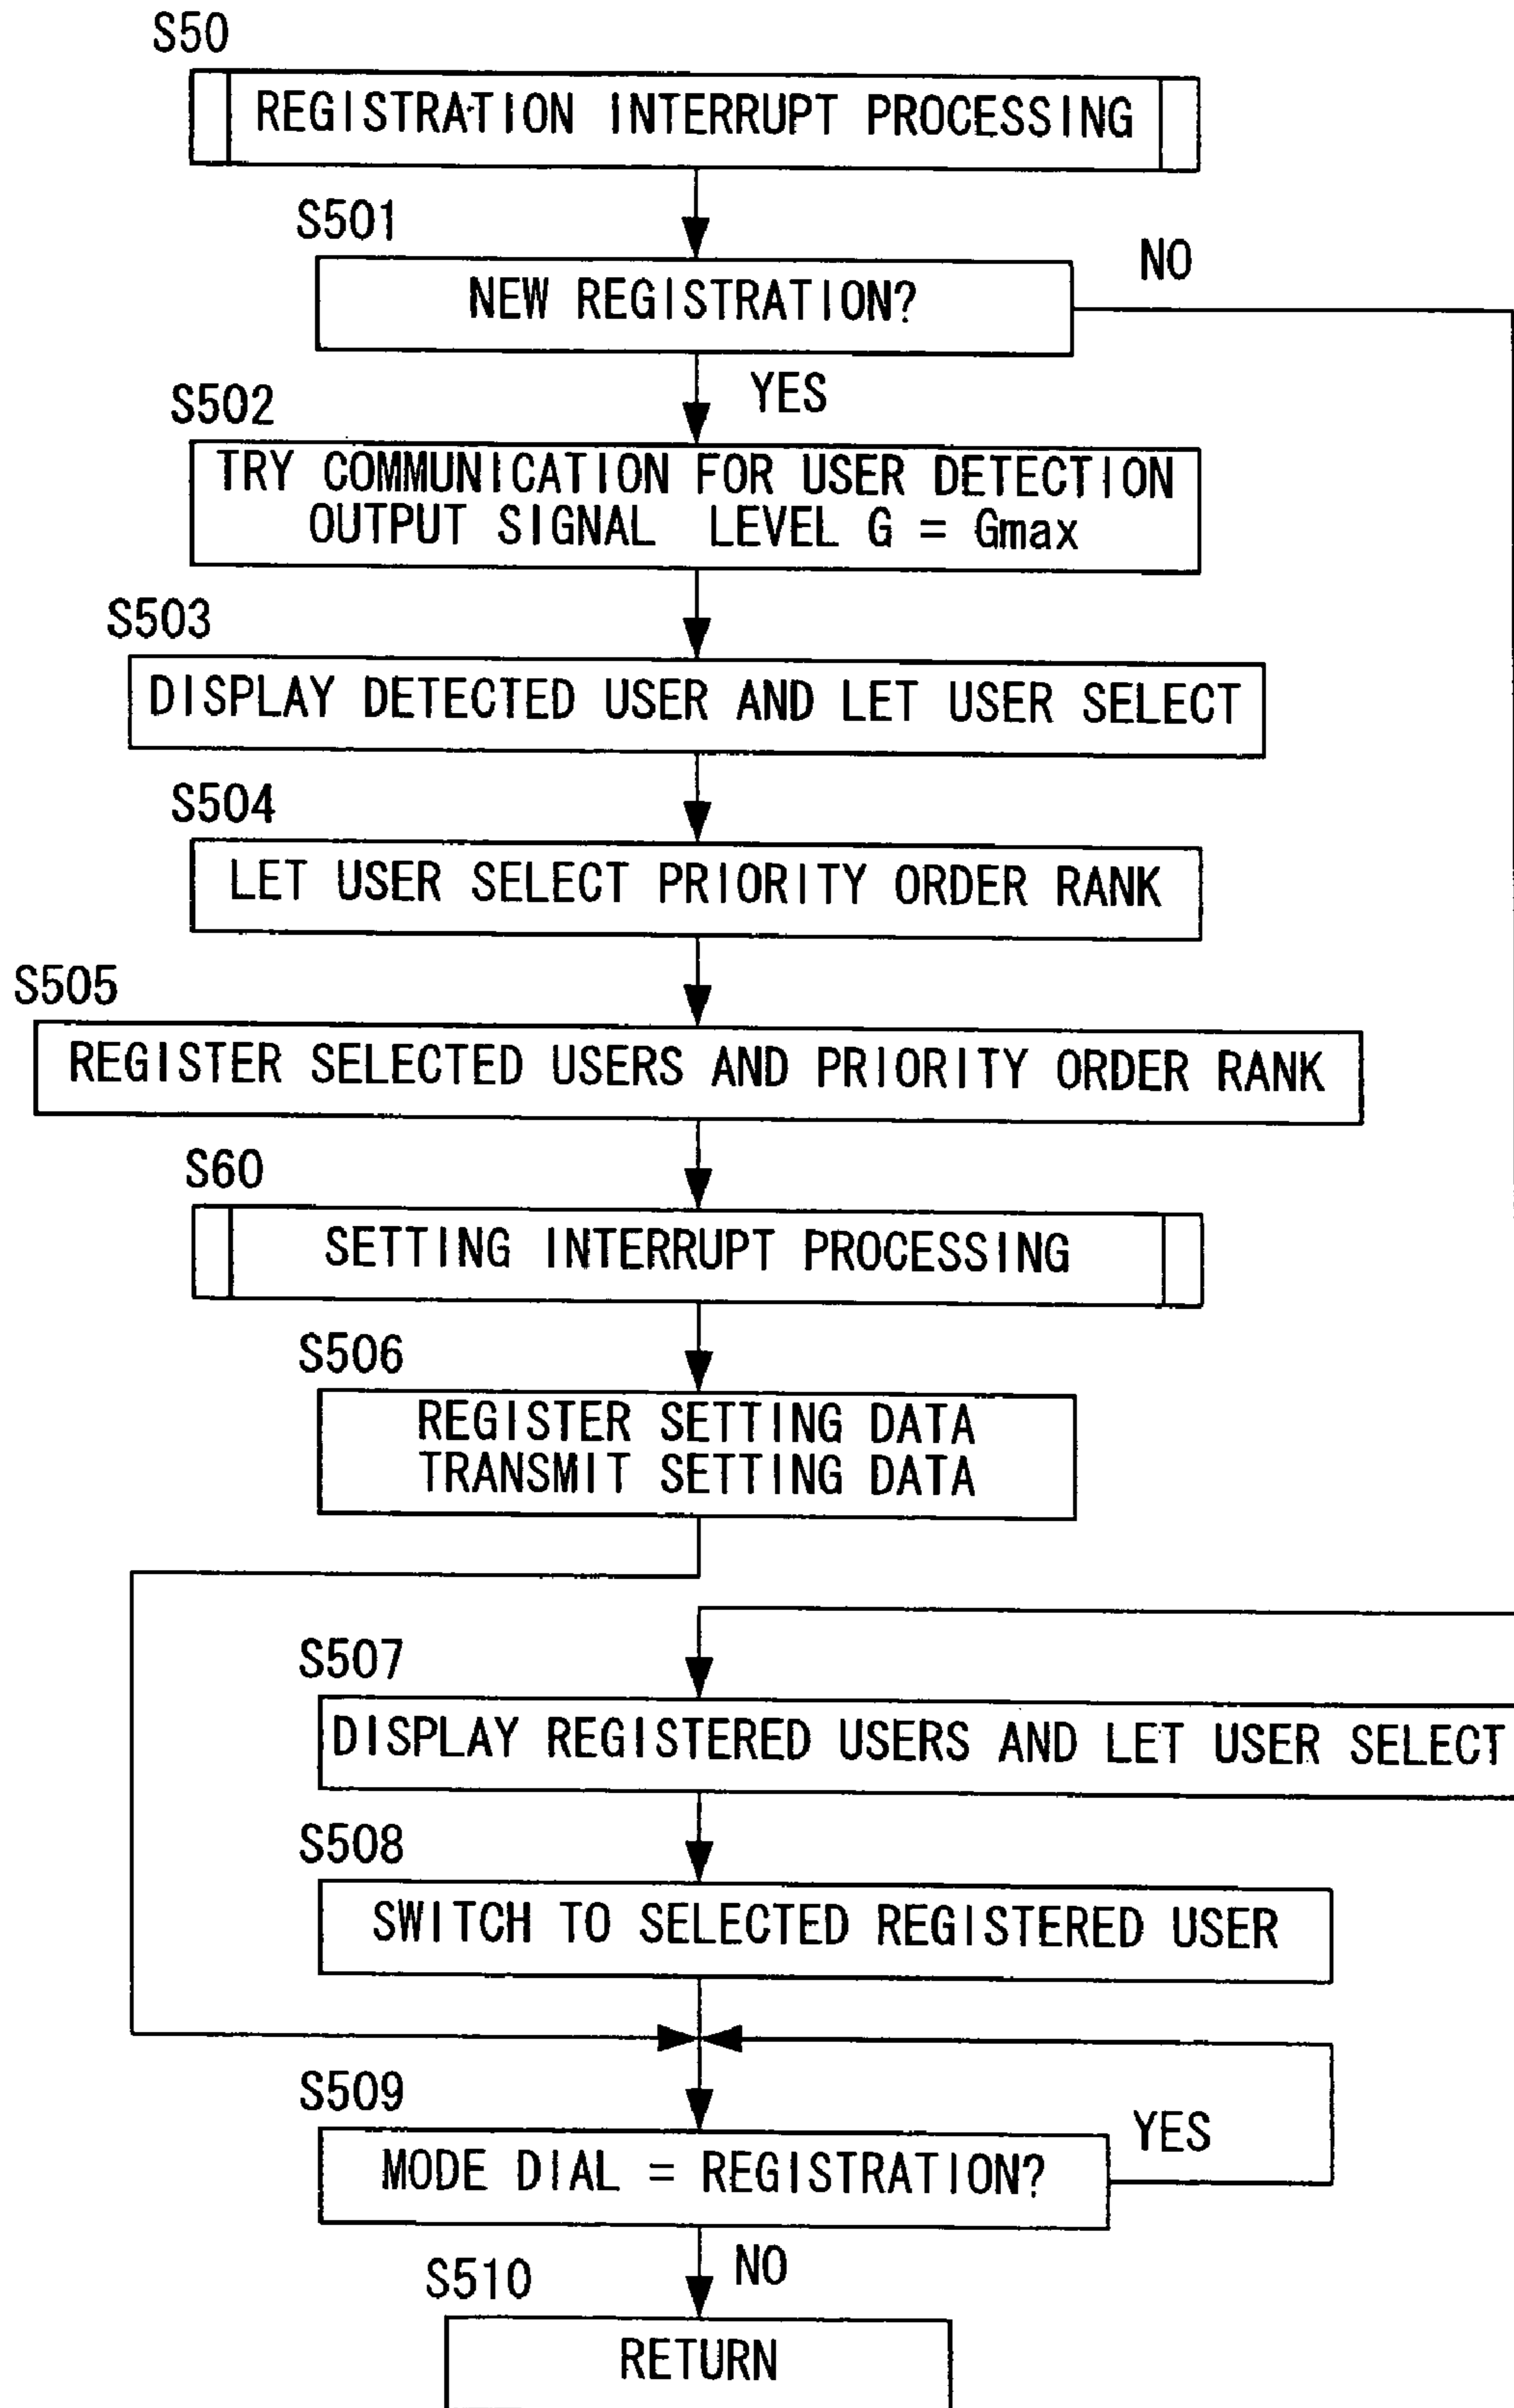 S50
REGISTRATION INTERRUPT PROCESSING
S501
NEW REGISTRATION?
NO
YES
S502
TRY COMMUNICATION FOR USER DETECTION
OUTPUT SIGNAL LEVEL G = Gmax
S503
DISPLAY DETECTED USER AND LET USER SELECT
S504
LET USER SELECT PRIORITY ORDER RANK
S505
REGISTER SELECTED USERS AND PRIORITY ORDER RANK
S60
SETTING INTERRUPT PROCESSING
S506
REGISTER SETTING DATA
TRANSMIT SETTING DATA
S507
DISPLAY REGISTERED USERS AND LET USER SELECT
S508
SWITCH TO SELECTED REGISTERED USER
S509
MODE DIAL = REGISTRATION?
YES
NO
S510
RETURN